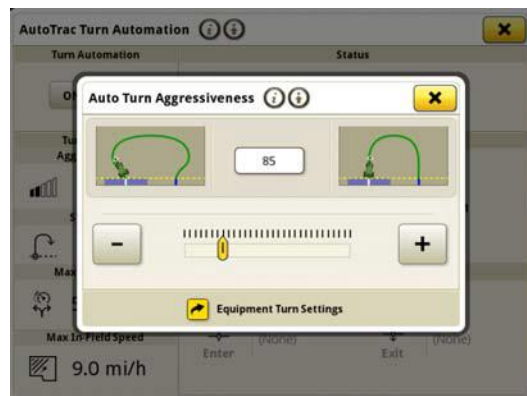 AutoTrac Turn Automation
Turn Automation
Status
Auto Turn Aggressiveness
85
-
+
Equipment Turn Settings
Max
Max In-Field Speed
9.0 mi/h
Enter
(None)
Exit
(None)